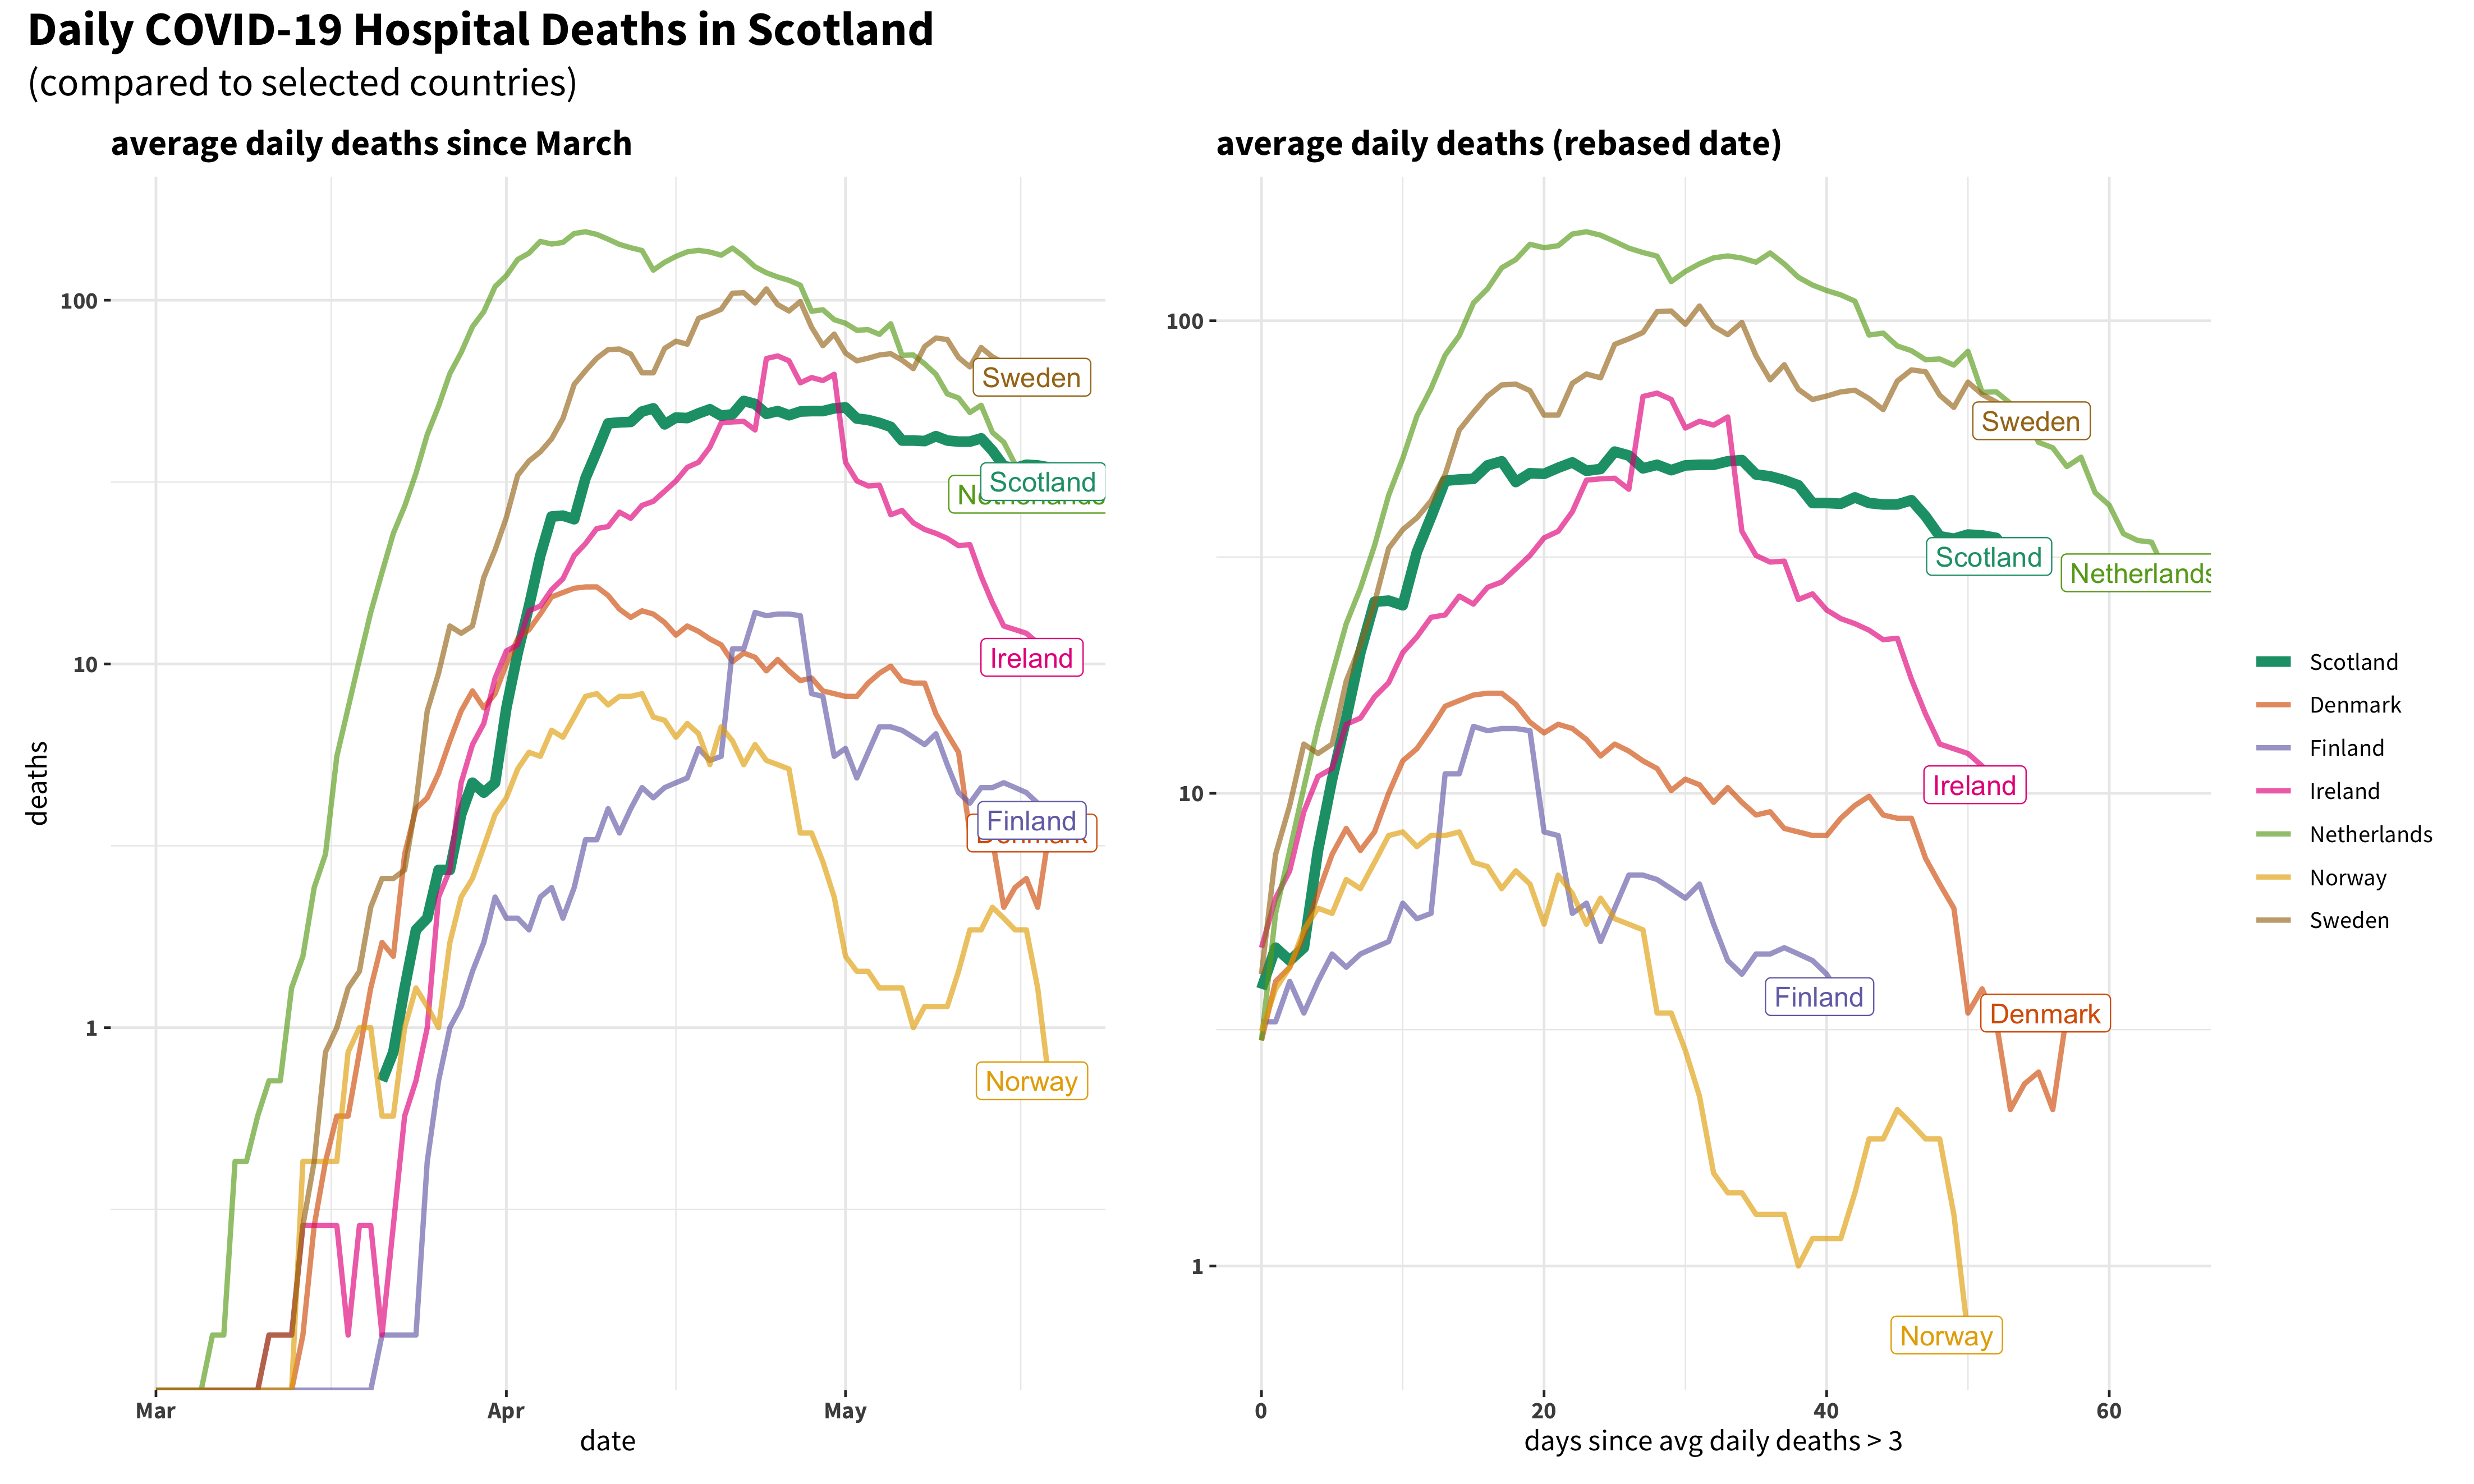 Daily COVID-19 Hospital Deaths in Scotland
(compared to selected countries)
average daily deaths since March
deaths
100
10
1
Sweden
Scotland
Netherlands
Ireland
Finland
Denmark
Norway
Mar
Apr
May
date
average daily deaths (rebased date)
100
10
1
Sweden
Scotland
Netherlands
Ireland
Finland
Denmark
Norway
0
20
40
60
days since avg daily deaths > 3
Scotland
Denmark
Finland
Ireland
Netherlands
Norway
Sweden